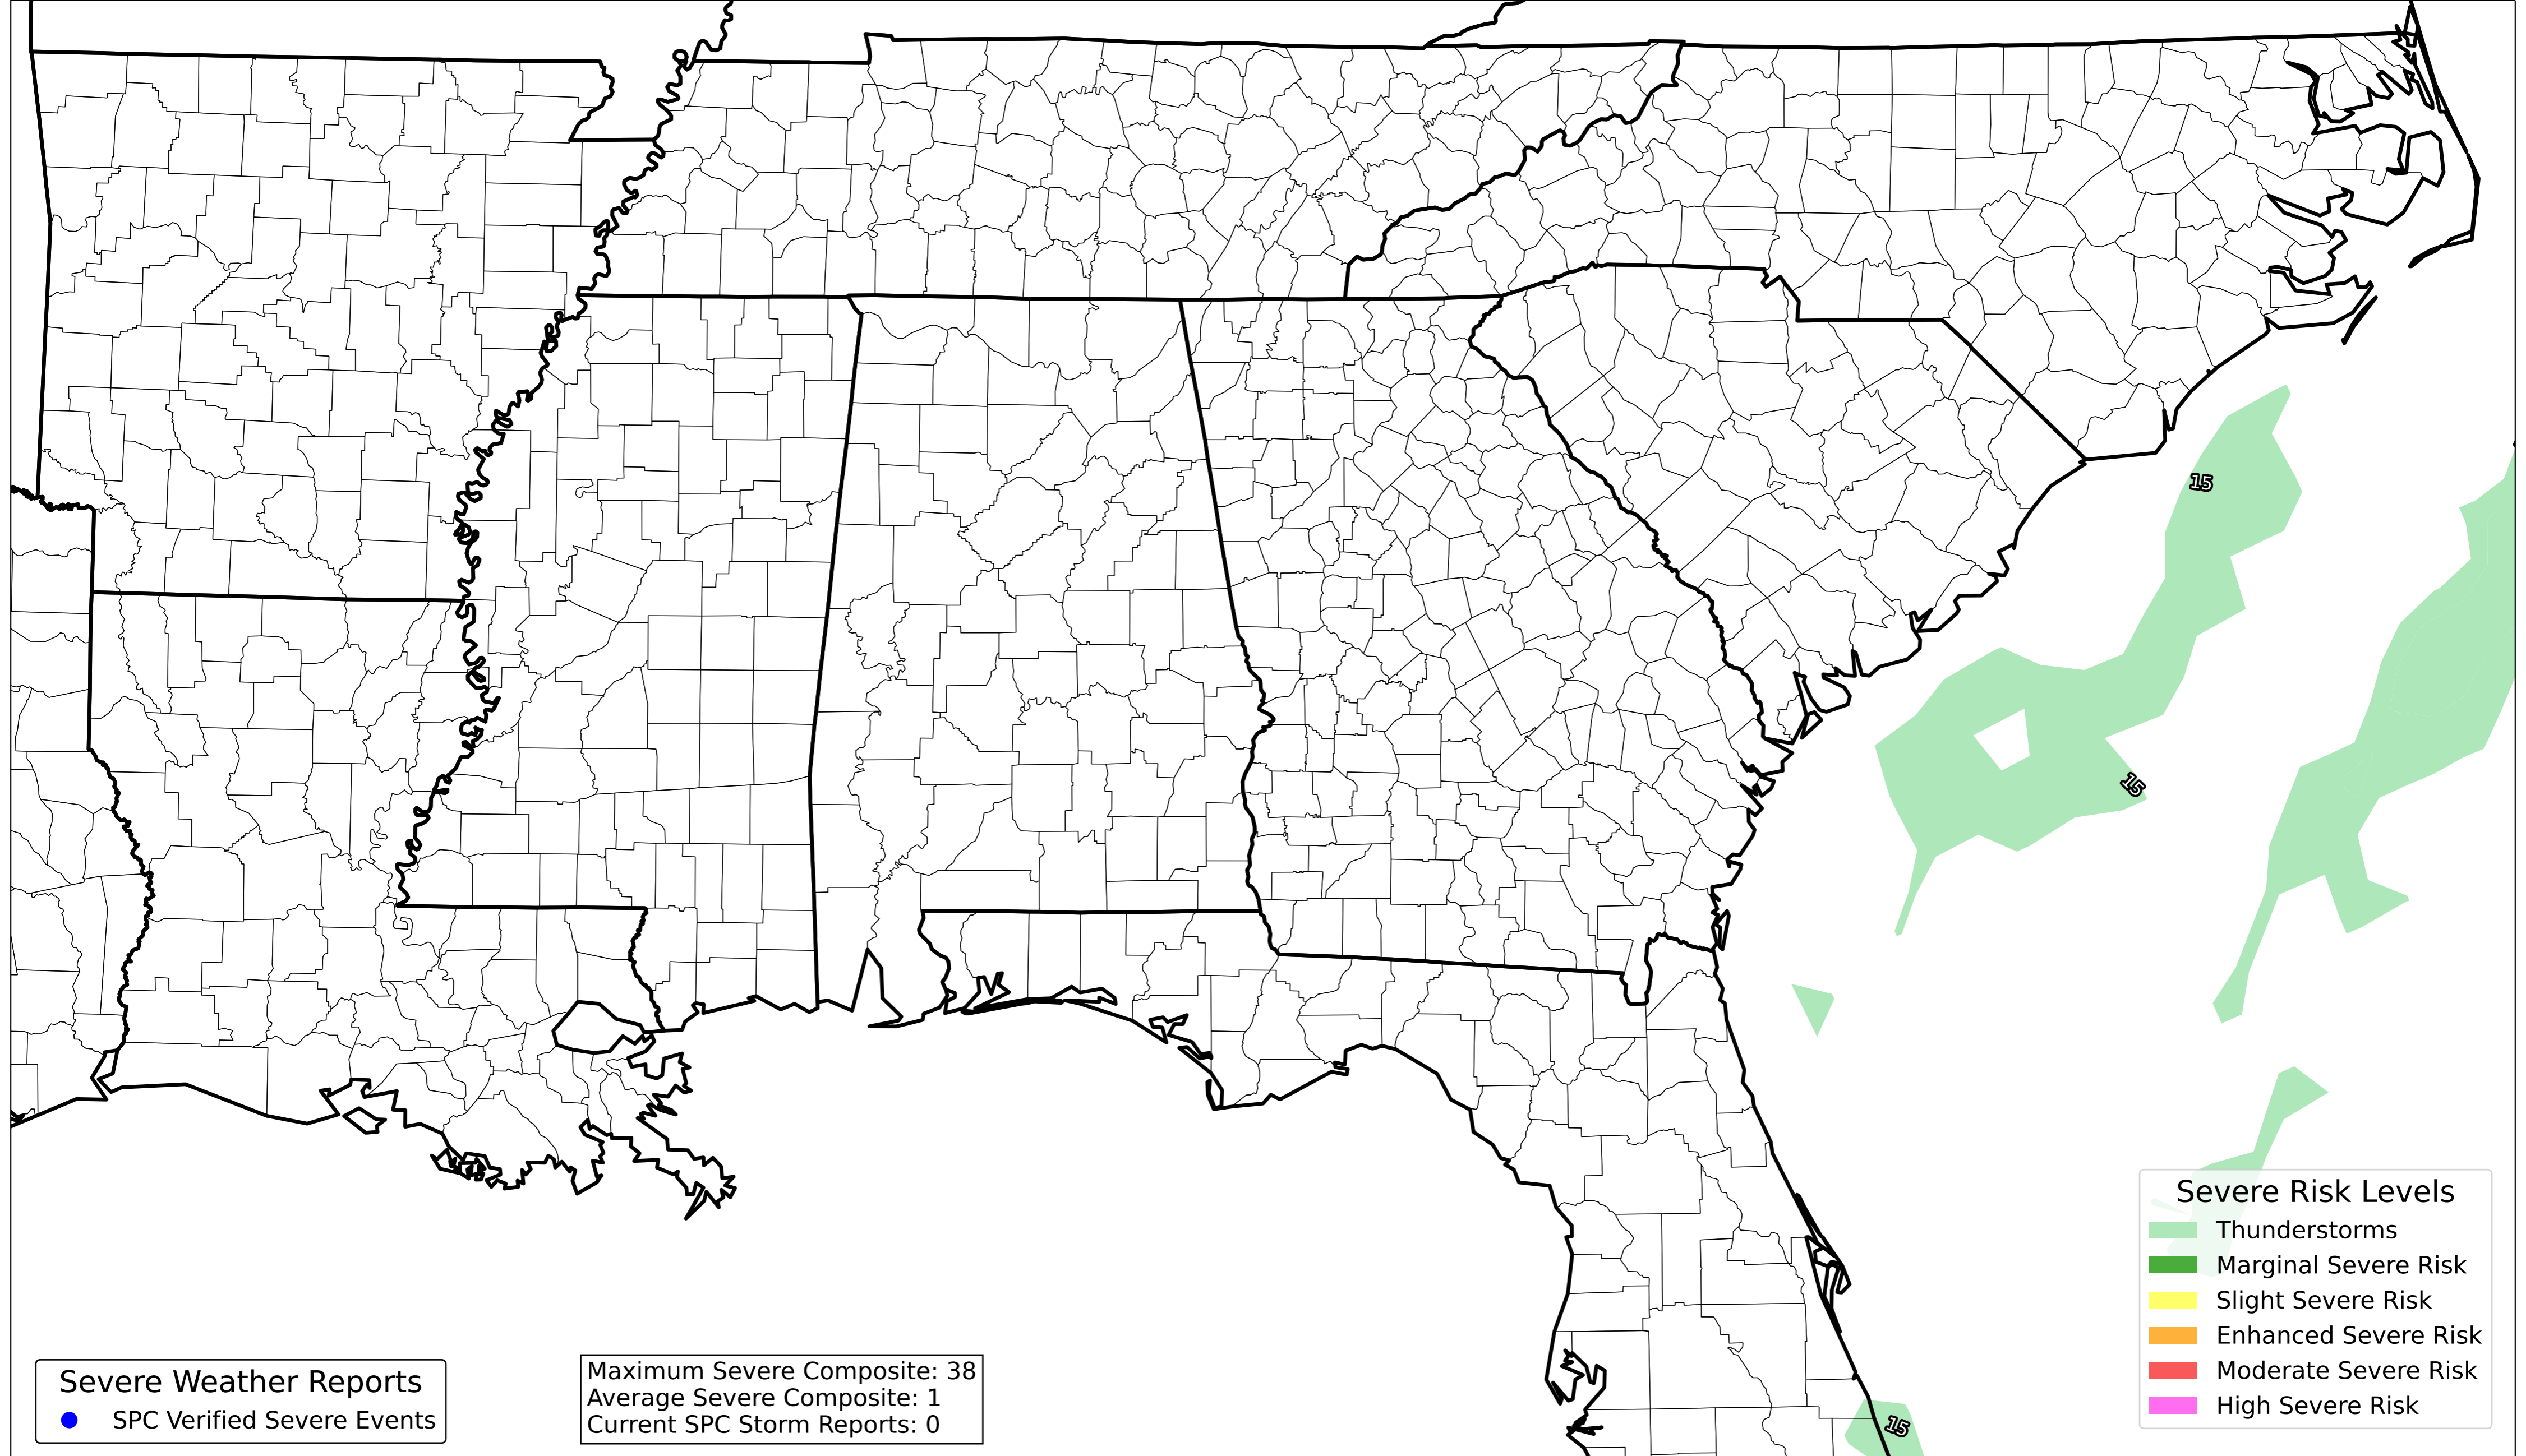 15
15
Severe Risk Levels
Thunderstorms
Marginal Severe Risk
Slight Severe Risk
Enhanced Severe Risk
Moderate Severe Risk
High Severe Risk
Severe Weather Reports
SPC Verified Severe Events
Maximum Severe Composite: 38
Average Severe Composite: 1
Current SPC Storm Reports: 0
15